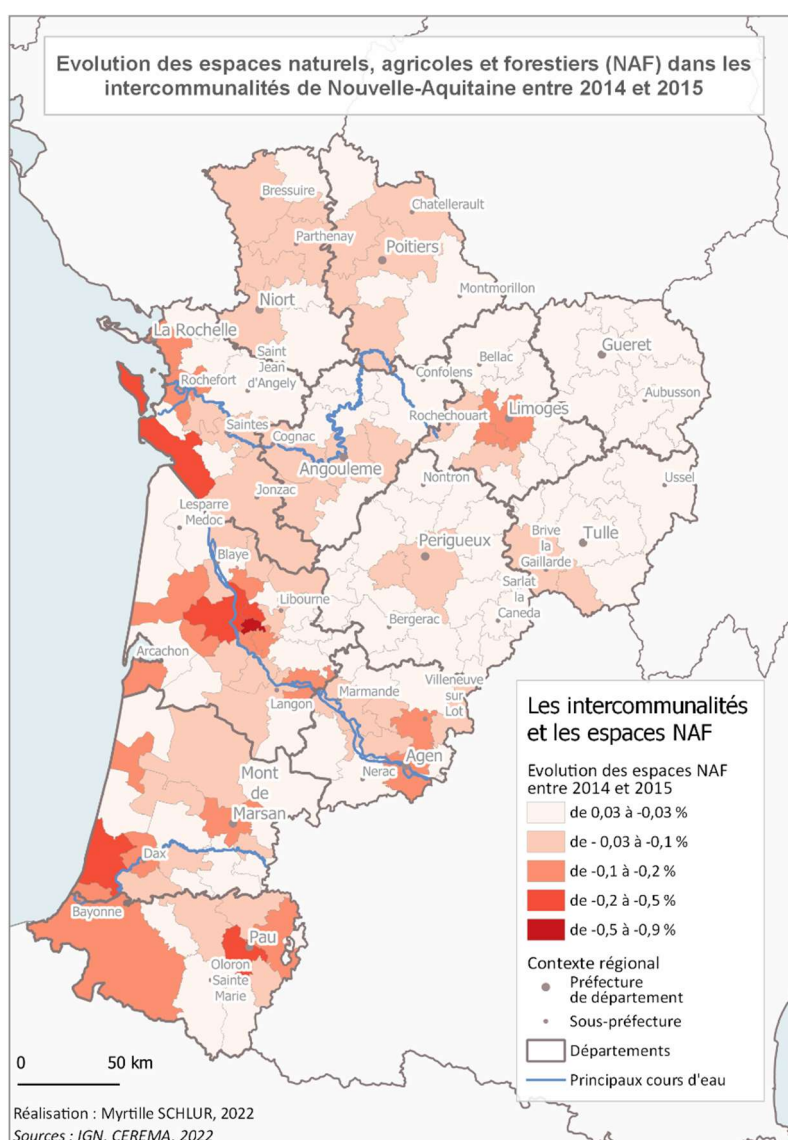 Evolution des espaces naturels, agricoles et forestiers (NAF) dans les
intercommunalités de Nouvelle-Aquitaine entre 2014 et 2015
Bressuire
Chatellerault
Parthenay
Poitiers
Niort
Montmorillon
La Rochelle
Gueret
Saint
Jean
d'Angely
Confolens
Bellac
Rochefort
Aubusson
Limoges
Rochechouart
Saintes
Cognac
Angouleme
Ussel
Nontron
Jonzac
Lesparre
Medoc
Brive
la
Gaillarde
Tulle
Perigueux
Blaye
Sarlat
la
Caneda
Libourne
Bergerac
Arcachon
Villeneuve
sur
Lot
Marmande
Langon
Agen
Nerac
Mont
de
Marsan
Dax
Bayonne
Pau
Oloron
Sainte
Marie
Les intercommunalités
et les espaces NAF
Evolution des espaces NAF
entre 2014 et 2015
de 0,03 à -0,03 %
de - 0,03 à -0,1 %
de -0,1 à -0,2 %
de -0,2 à -0,5 %
de -0,5 à -0,9 %
Contexte régional
Préfecture
de département
Sous-préfecture
Départements
Principaux cours d'eau
0 50 km
Réalisation : Myrtille SCHLUR, 2022
Sources : IGN, CEREMA, 2022